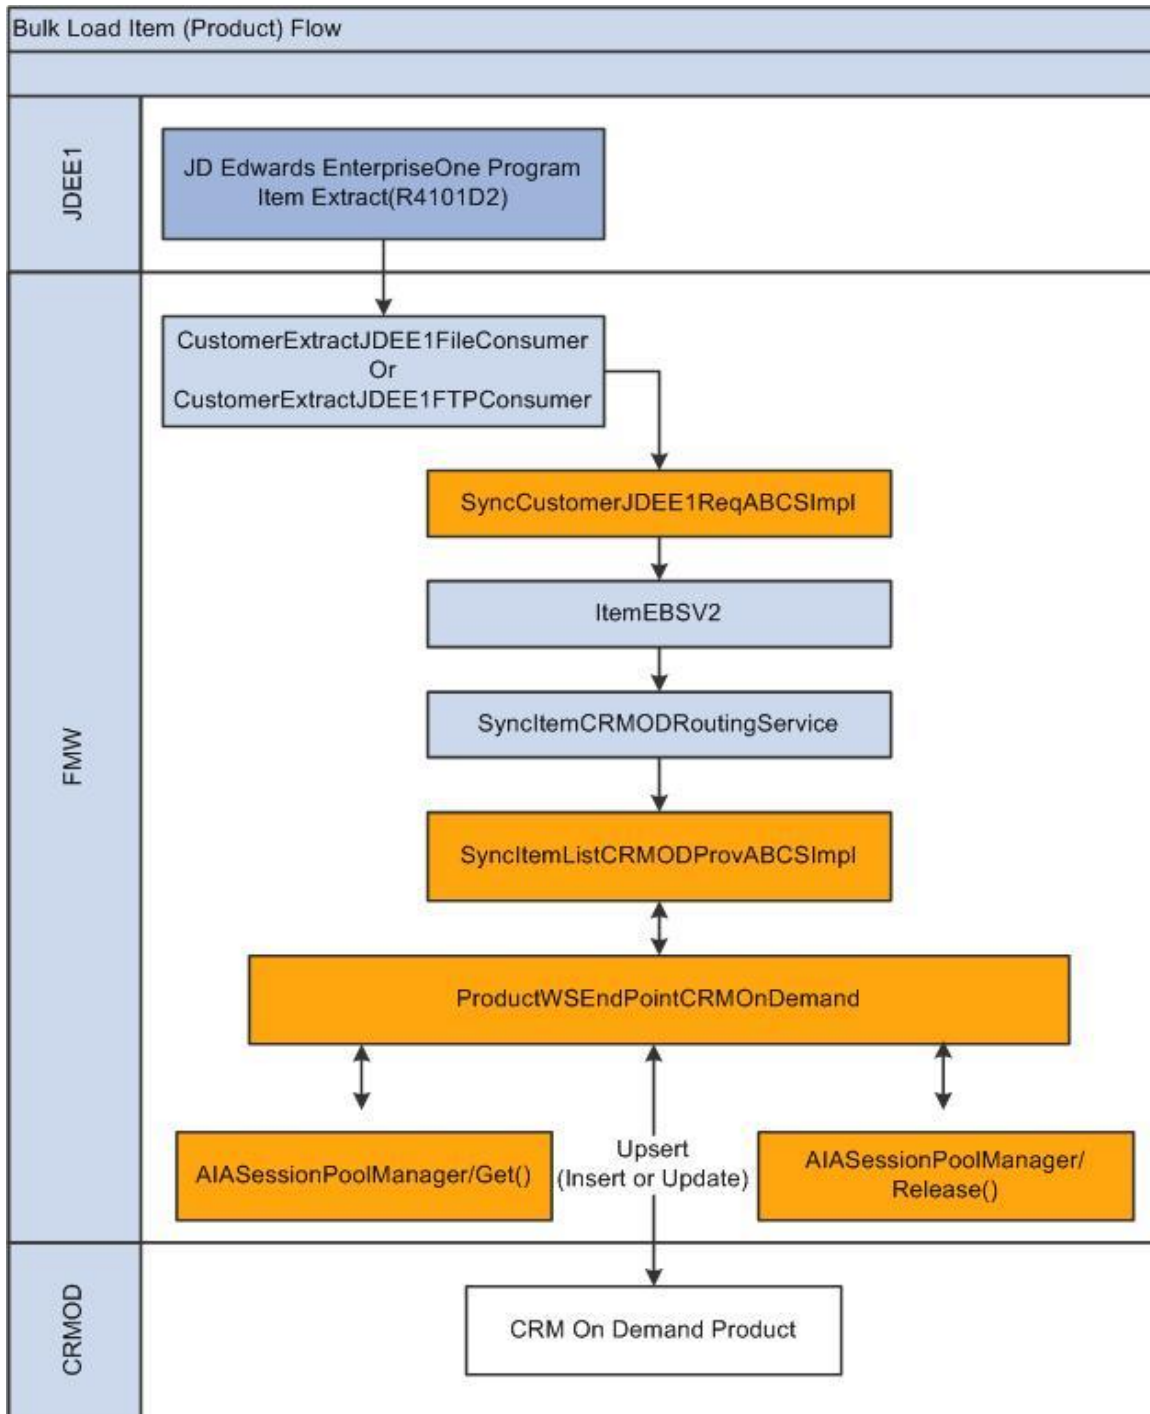 Bulk Load Item (Product) Flow
JDEE1
JD Edwards EnterpriseOne Program
Item Extract(R4101D2)
FMW
CustomerExtractJDEE1FileConsumer
Or
CustomerExtractJDEE1FTPConsumer
SyncCustomerJDEE1ReqABCSImpl
ItemEBSV2
SyncItemCRMODRoutingService
SyncItemListCRMODProvABCSImpl
ProductWSEndPointCRMOnDemand
AIASessionPoolManager/Get()
Upsert
(Insert or Update)
AIASessionPoolManager/
Release()
CRMOD
CRM On Demand Product